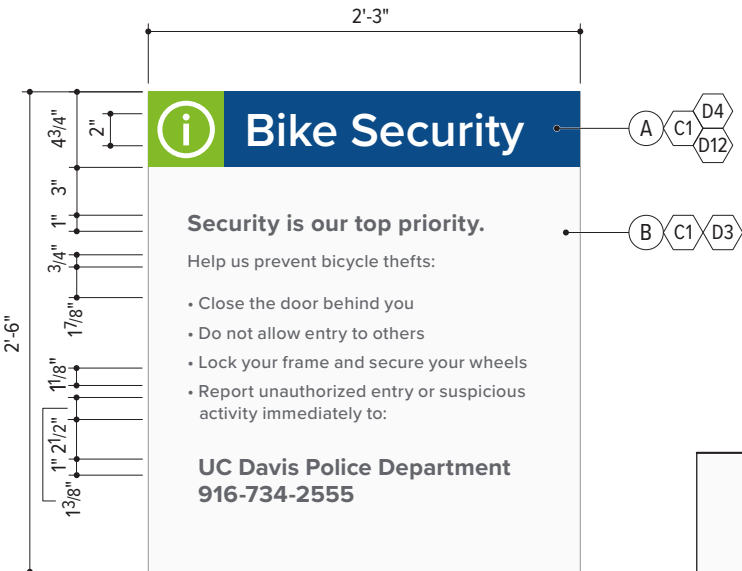 2'-3"
4 3/4"
2"
i Bike Security
A C1 D4 D12
3"
1"
Security is our top priority.
B C1 D3
3/4"
Help us prevent bicycle thefts:
1 7/8"
• Close the door behind you
2'-6"
• Do not allow entry to others
1 1/8"
• Lock your frame and secure your wheels
• Report unauthorized entry or suspicious
activity immediately to:
2 1/2"
1"
UC Davis Police Department
1 3/8"
916-734-2555